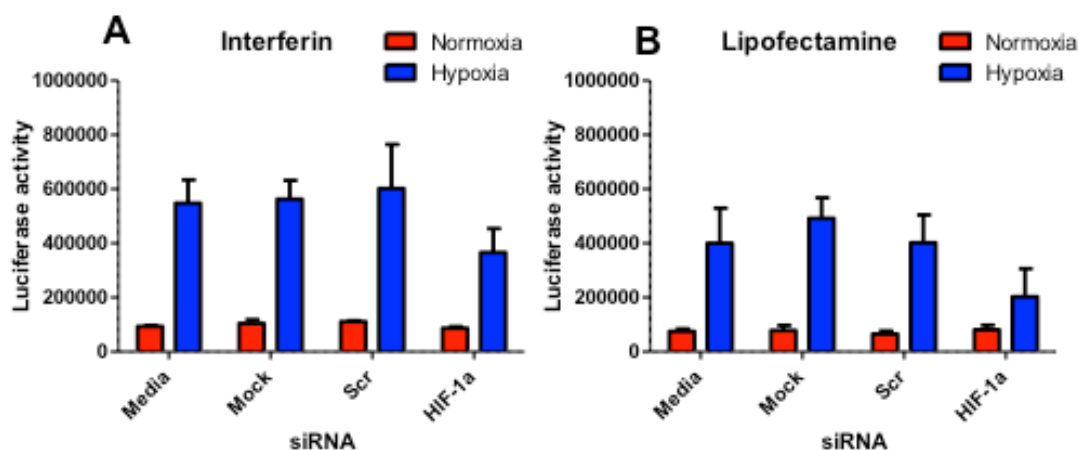 A
Interferin
Normoxia
Hypoxia
Luciferase activity
1000000
800000
600000
400000
200000
0
Media
Mock
Scr
HIF-1a
siRNA
B
Lipofectamine
Normoxia
Hypoxia
Luciferase activity
1000000
800000
600000
400000
200000
0
Media
Mock
Scr
HIF-1a
siRNA